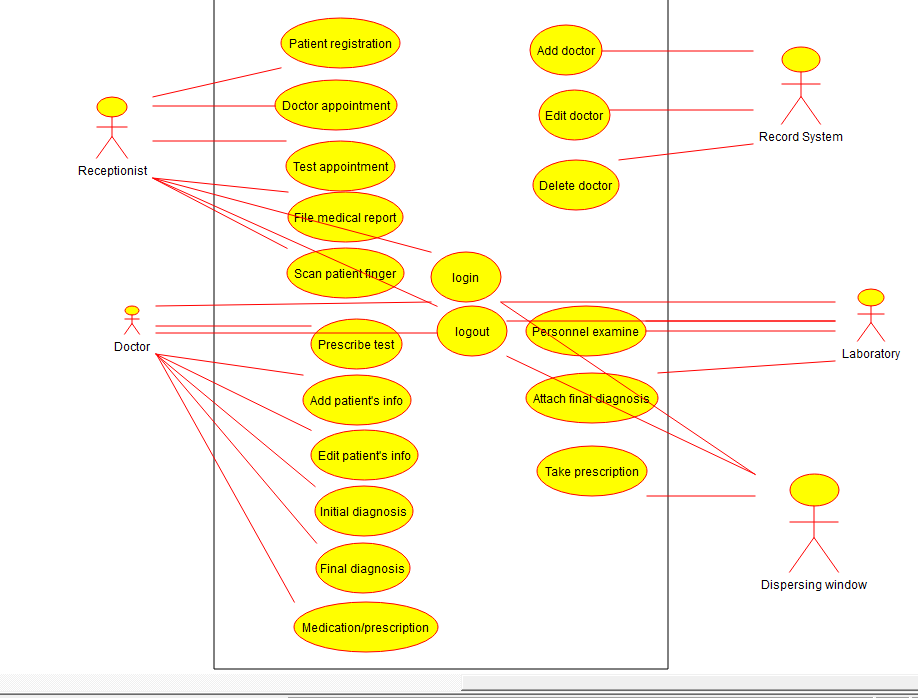 Patient registration
Add doctor
Doctor appointment
Edit doctor
Record System
Receptionist
Test appointment
Delete doctor
File medical report
Scan patient finger
login
logout
Personnel examine
Doctor
Prescribe test
Laboratory
Add patient's info
Attach final diagnosis
Edit patient's info
Take prescription
Initial diagnosis
Final diagnosis
Dispersing window
Medication/prescription